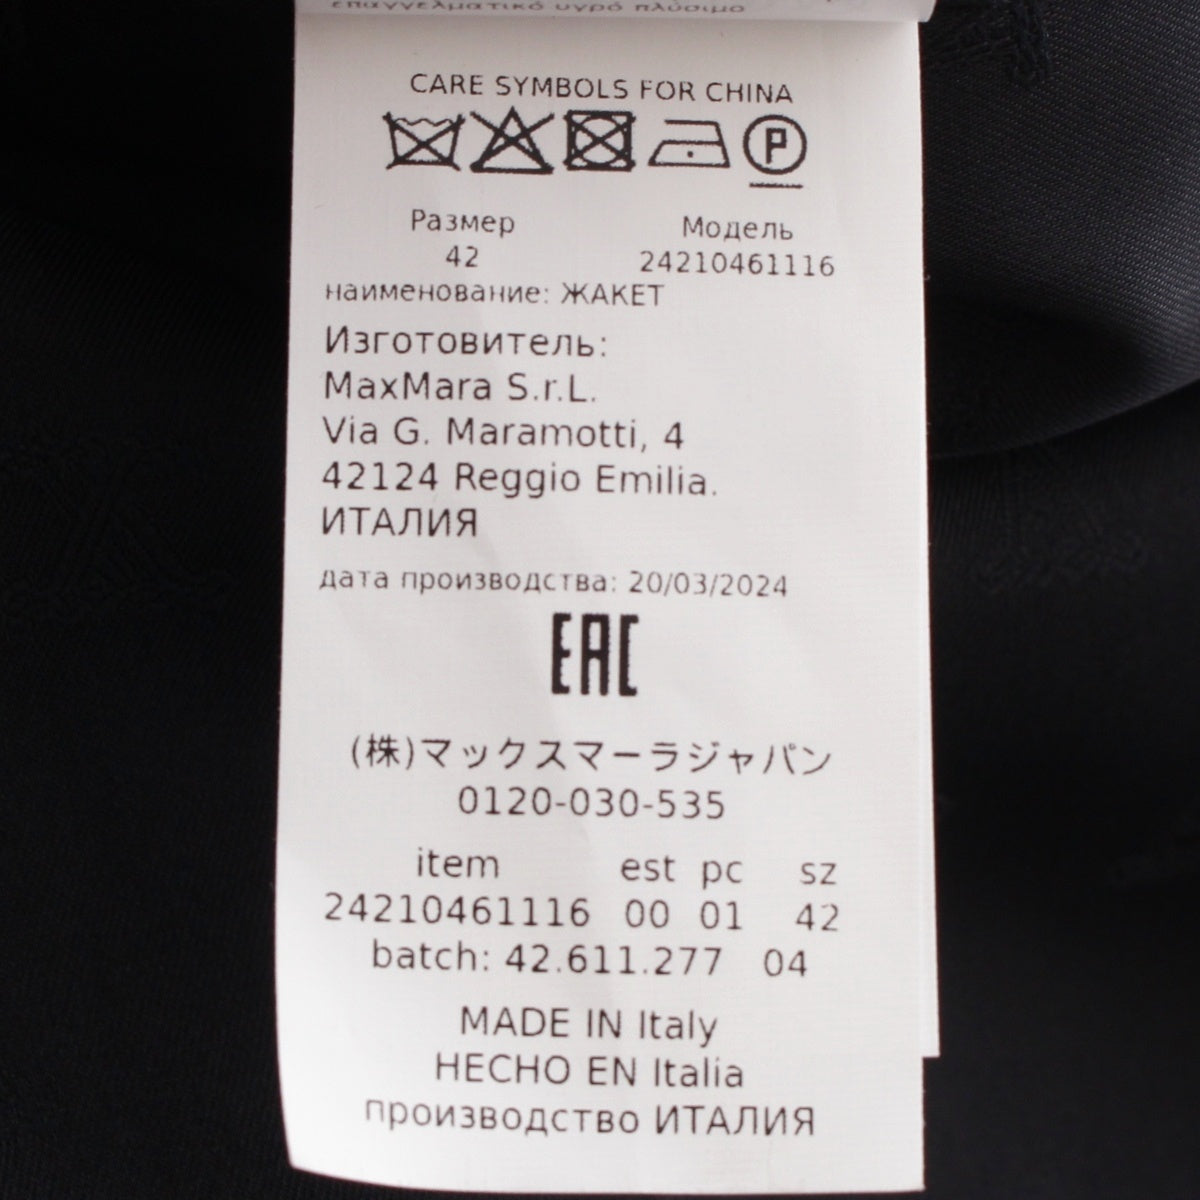 επαγγελματικό υγρό πλύσιμο
CARE SYMBOLS FOR CHINA
P
Размер Модель
42 24210461116
наименование: ЖАКЕТ
Изготовитель:
MaxMara S.r.L.
Via G. Maramotti, 4
42124 Reggio Emilia.
ИТАЛИЯ
дата производства: 20/03/2024
EAC
(株)マックスマーラジャパン
0120-030-535
item est pc sz
24210461116 00 01 42
batch: 42.611.277 04
MADE IN Italy
HECHO EN Italia
производство ИТАЛИЯ